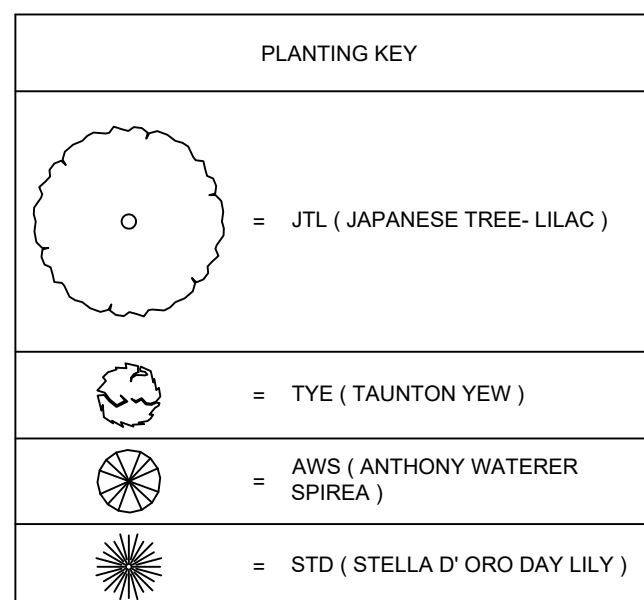 PLANTING KEY
= JTL ( JAPANESE TREE- LILAC )
= TYE ( TAUNTON YEW )
= AWS ( ANTHONY WATERER
SPIREA )
= STD ( STELLA D' ORO DAY LILY )